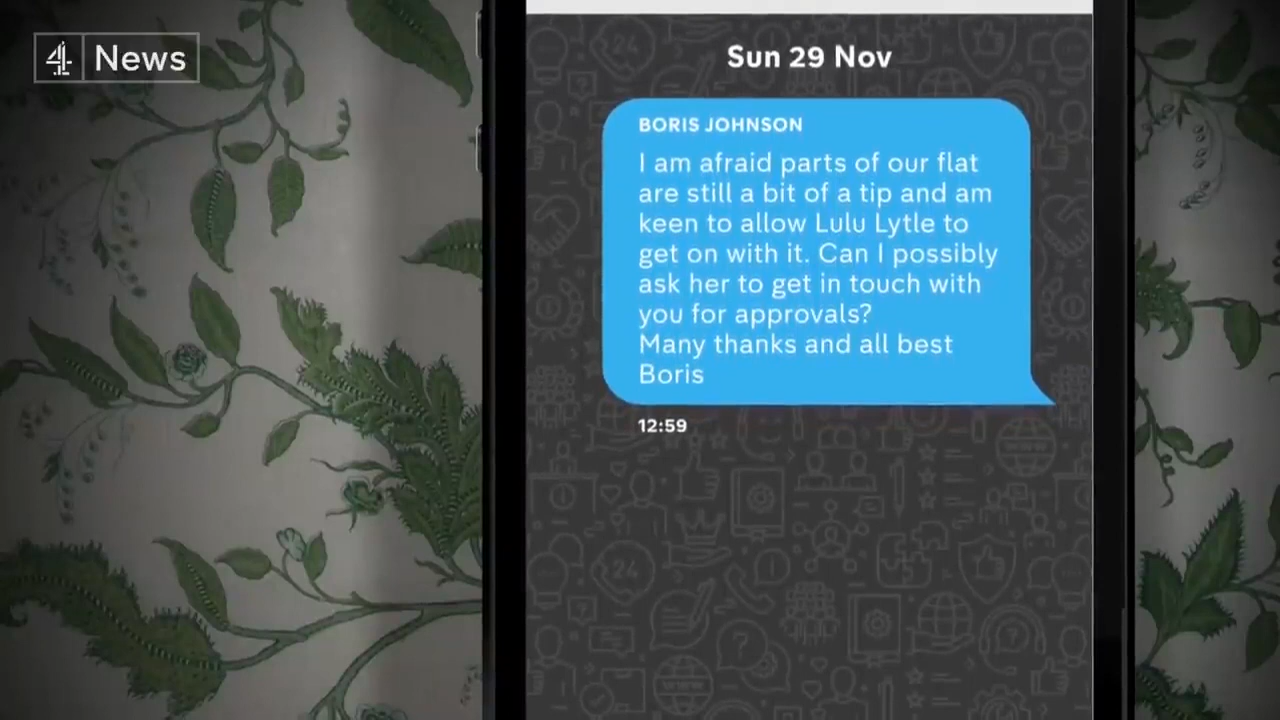 4 News
Sun 29 Nov
BORIS JOHNSON
I am afraid parts of our flat
are still a bit of a tip and am
keen to allow Lulu Lytle to
get on with it. Can I possibly
ask her to get in touch with
you for approvals?
Many thanks and all best
Boris
12:59